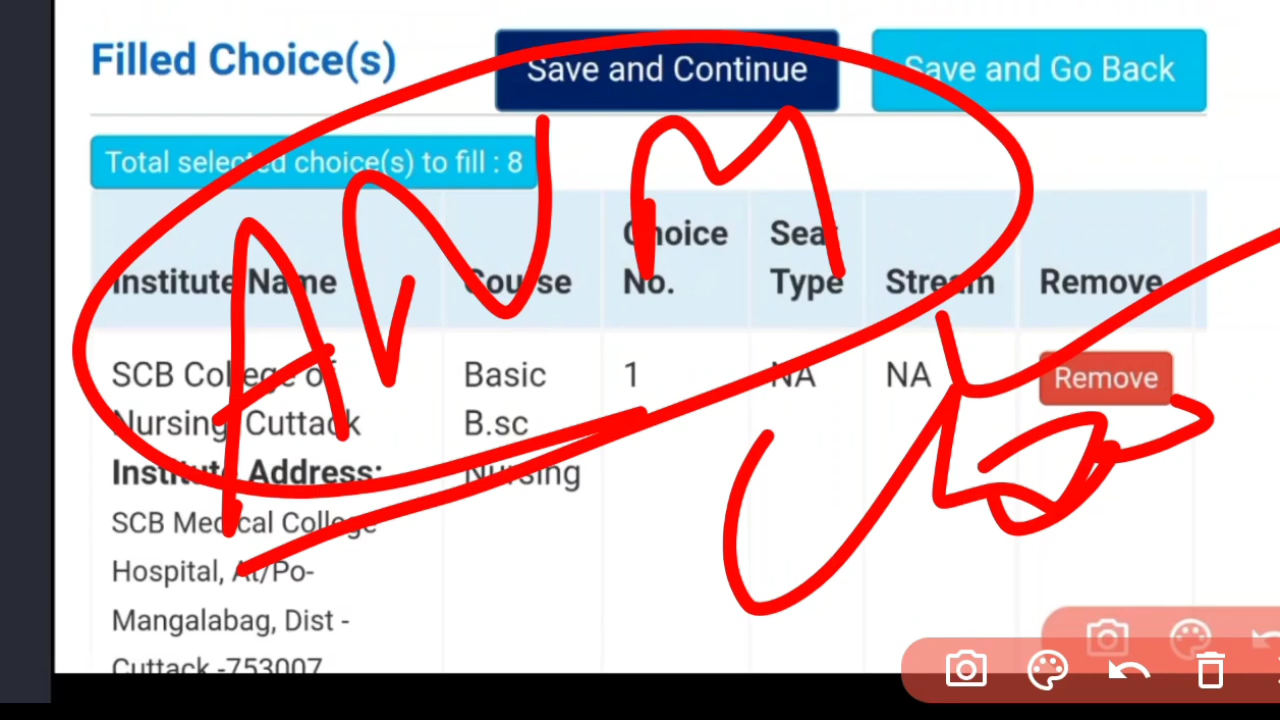 Filled Choice(s)
Save and Continue
Save and Go Back
Total selected choice(s) to fill : 8
Institute Name
Course
Choice No.
Seat Type
Stream
Remove
ANM
SCB College of
Nursing, Cuttack
Basic
B.sc
Nursing
1
NA
NA
Remove
Institute Address:
SCB Medical College
Hospital, At/Po-
Mangalabag, Dist -
Cuttack -753007